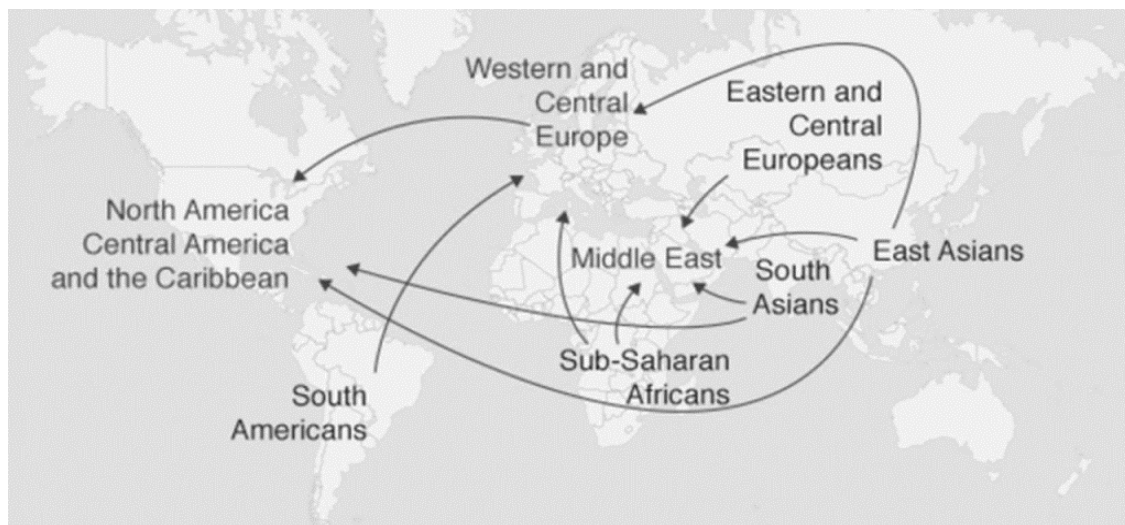 Western and
Central
Europe
Eastern and
Central
Europeans
North America
Central America
and the Caribbean
Middle East
East Asians
South
Asians
Sub-Saharan
Africans
South
Americans